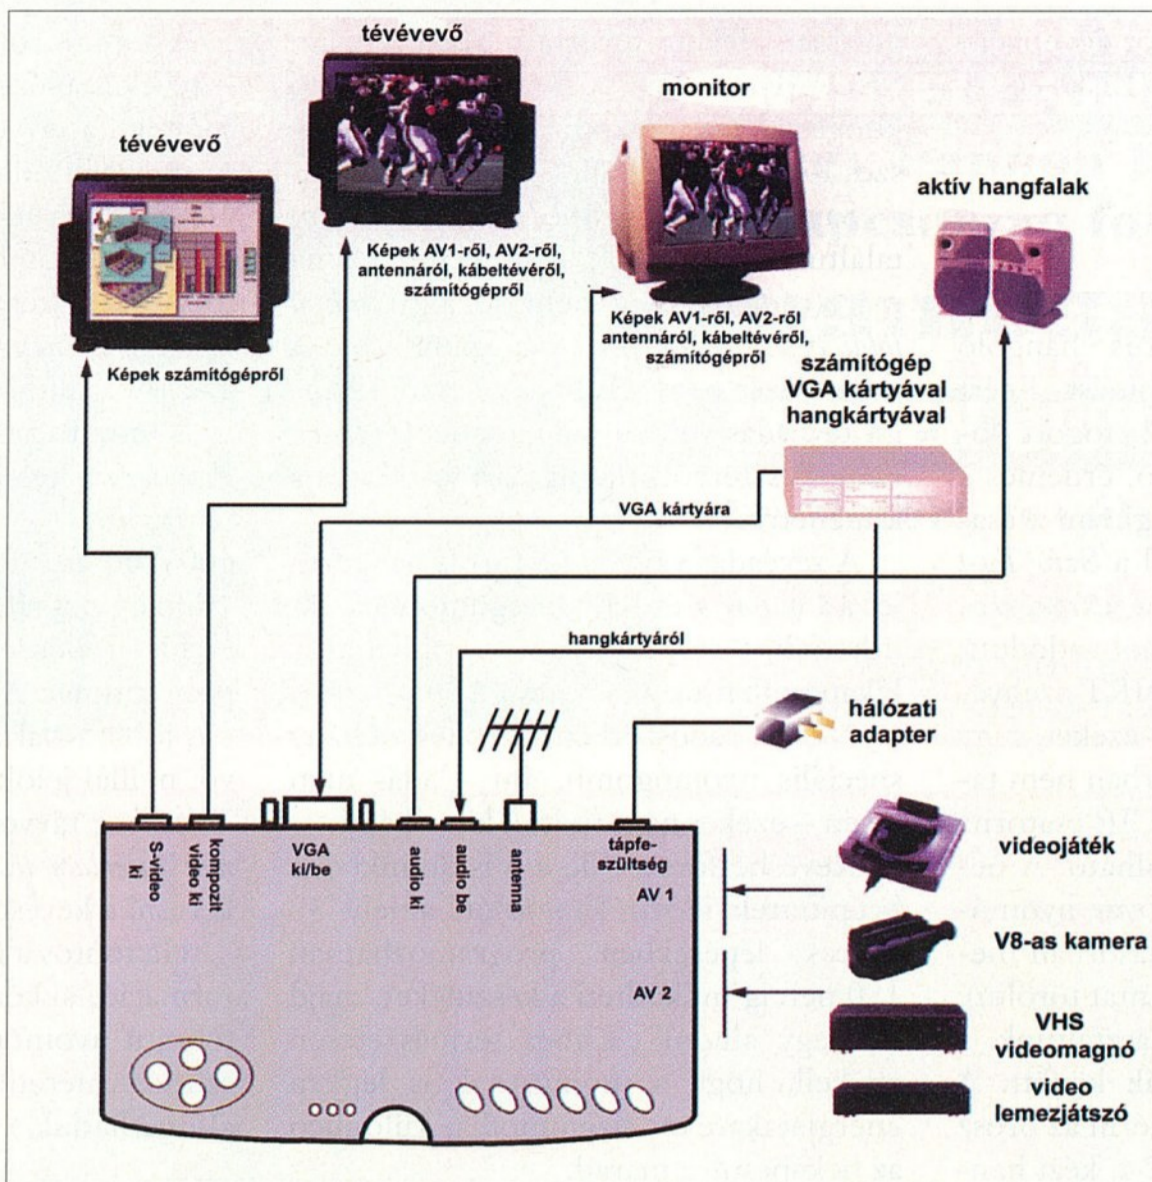 tévévevő
tévévevő
monitor
aktív hangfalak
Képek AV1-ről, AV2-ről,
antennáról, kábeltévéről,
számítógépről
Képek számítógépről
Képek AV1-ről, AV2-ről
antennáról, kábeltévéről,
számítógépről
számítógép
VGA kártyával
hangkártyával
VGA kártyára
hangkártyáról
hálózati
adapter
S-video
ki
kompozit
video ki
VGA
ki/be
audio ki
audio be
antenna
tápfe-
szültség
AV 1
AV 2
videojáték
V8-as kamera
VHS
videomagnó
video
lemezjátszó